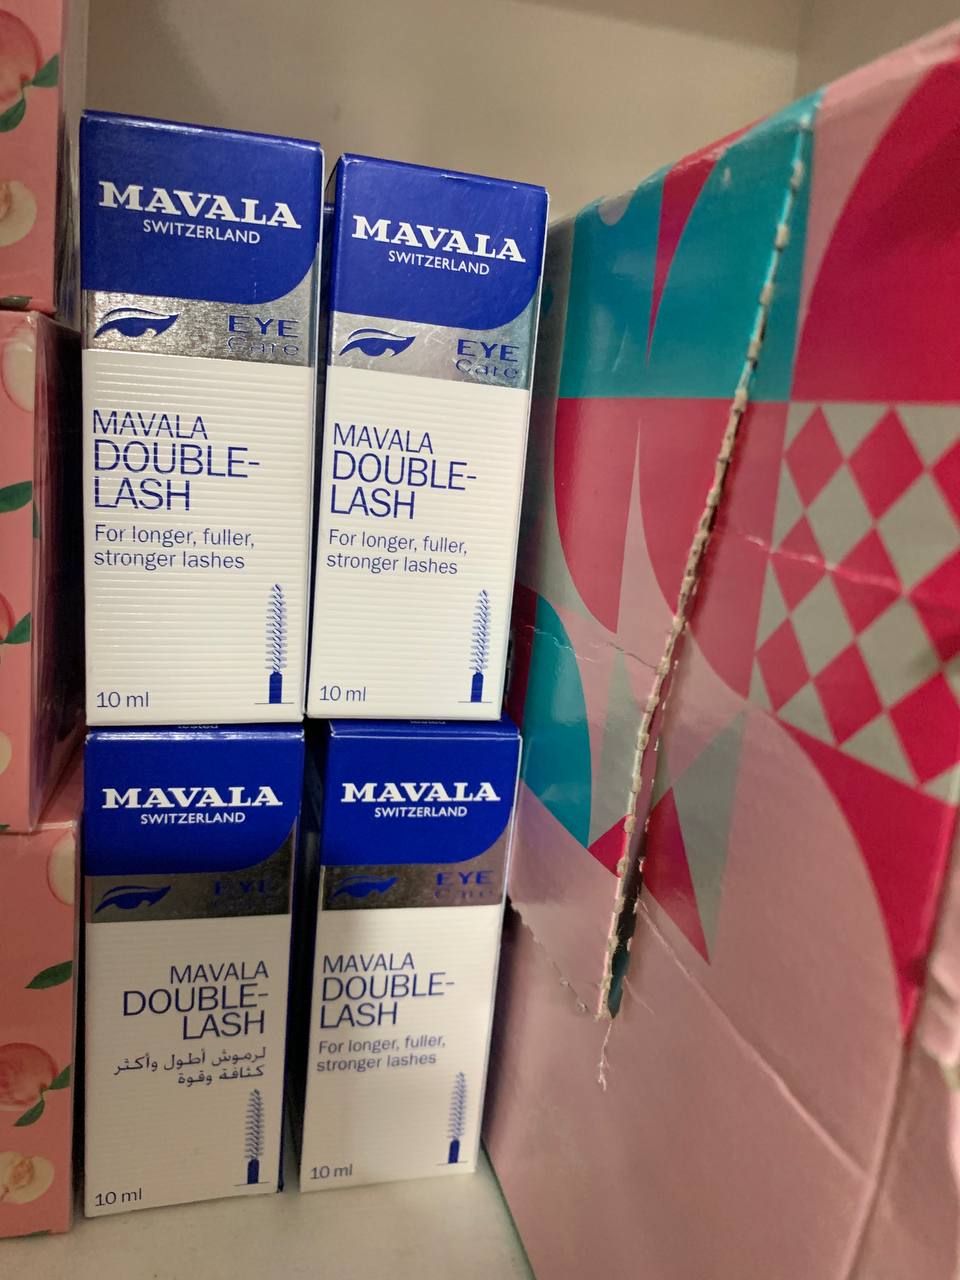 MAVALA
SWITZERLAND
EYE
Care
MAVALA
DOUBLE-
LASH
For longer, fuller,
stronger lashes
10 ml
MAVALA
SWITZERLAND
EYE
Care
MAVALA
DOUBLE-
LASH
For longer, fuller,
stronger lashes
10 ml
MAVALA
SWITZERLAND
EYE
Care
MAVALA
DOUBLE-
LASH
لرموش أطول وأكثر
كثافة وقوة
10 ml
MAVALA
SWITZERLAND
EYE
Care
MAVALA
DOUBLE-
LASH
For longer, fuller,
stronger lashes
10 ml